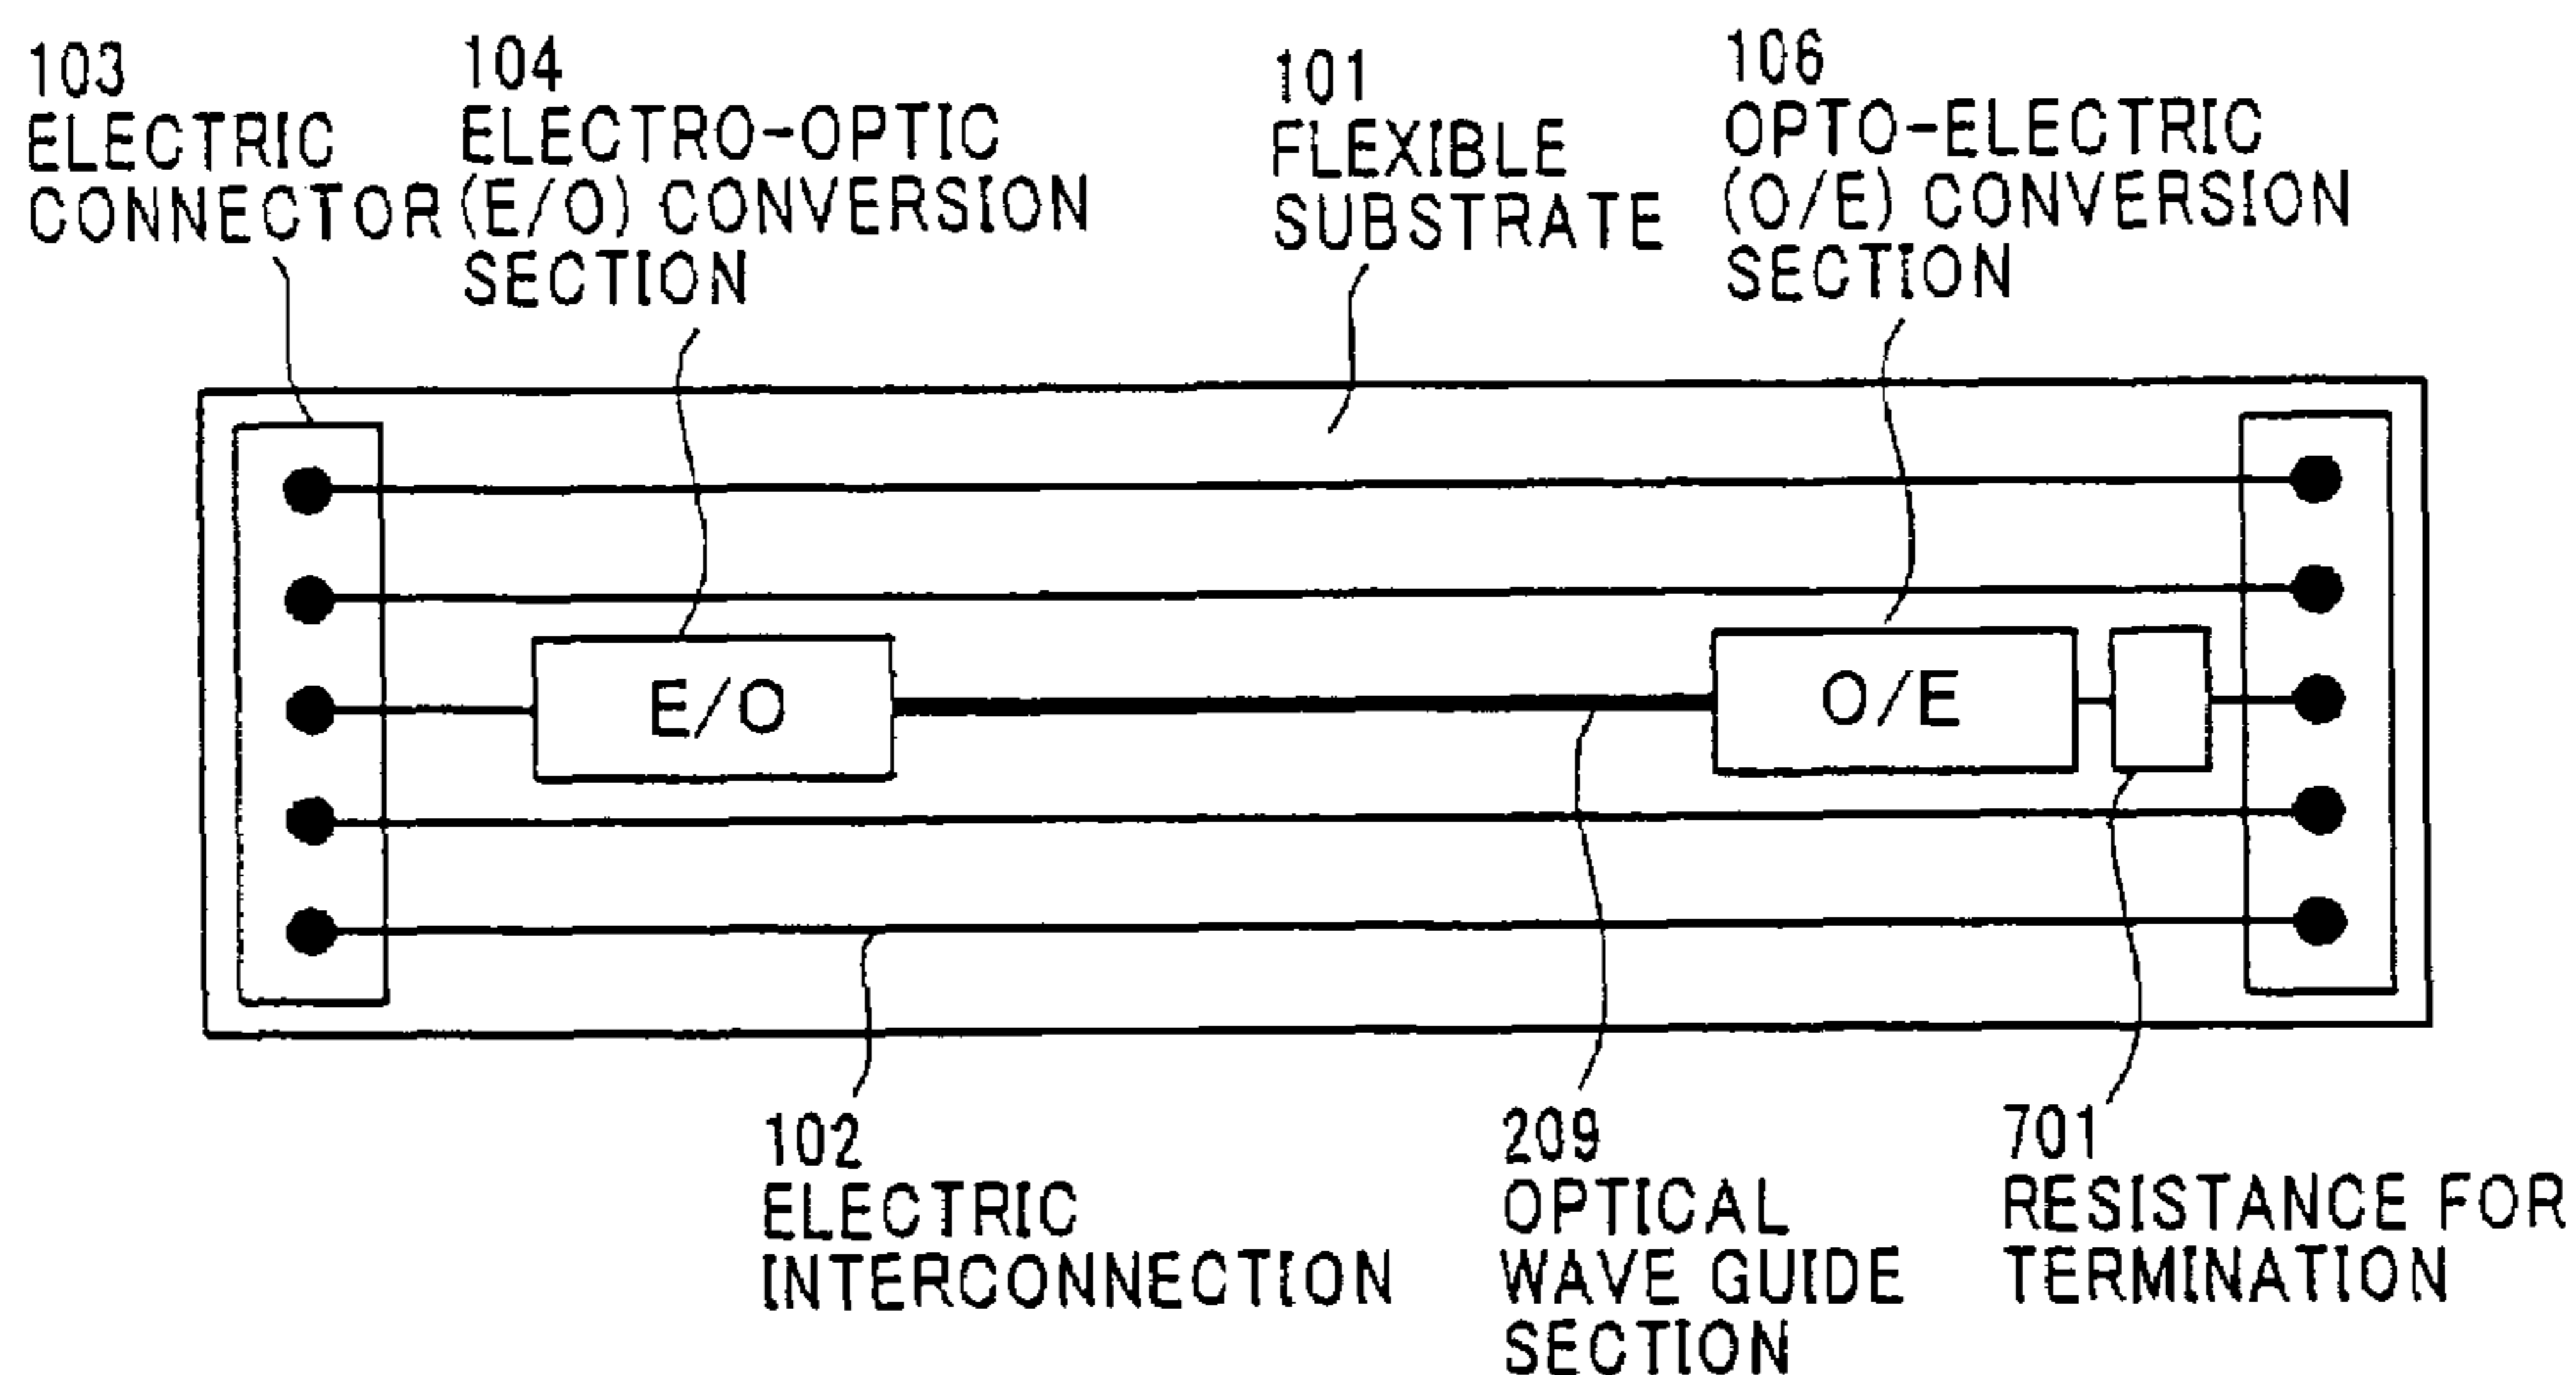 103
ELECTRIC
CONNECTOR
104
ELECTRO-OPTIC
(E/O) CONVERSION
SECTION
101
FLEXIBLE
SUBSTRATE
106
OPTO-ELECTRIC
(O/E) CONVERSION
SECTION
E/O
O/E
102
ELECTRIC
INTERCONNECTION
209
OPTICAL
WAVE GUIDE
SECTION
701
RESISTANCE FOR
TERMINATION